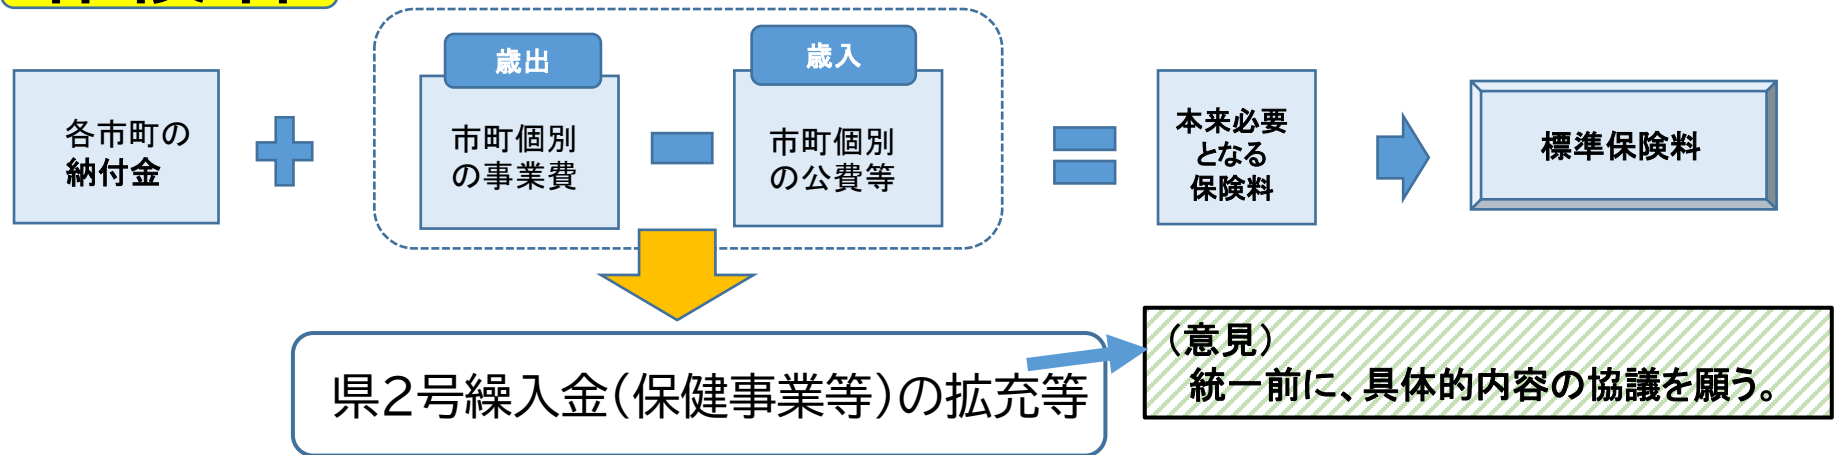 歳出
歳入
各市町の
納付金
市町個別
の事業費
市町個別
の公費等
本来必要
となる
保険料
標準保険料
県2号繰入金(保健事業等)の拡充等
(意見)
統一前に、具体的内容の協議を願う。